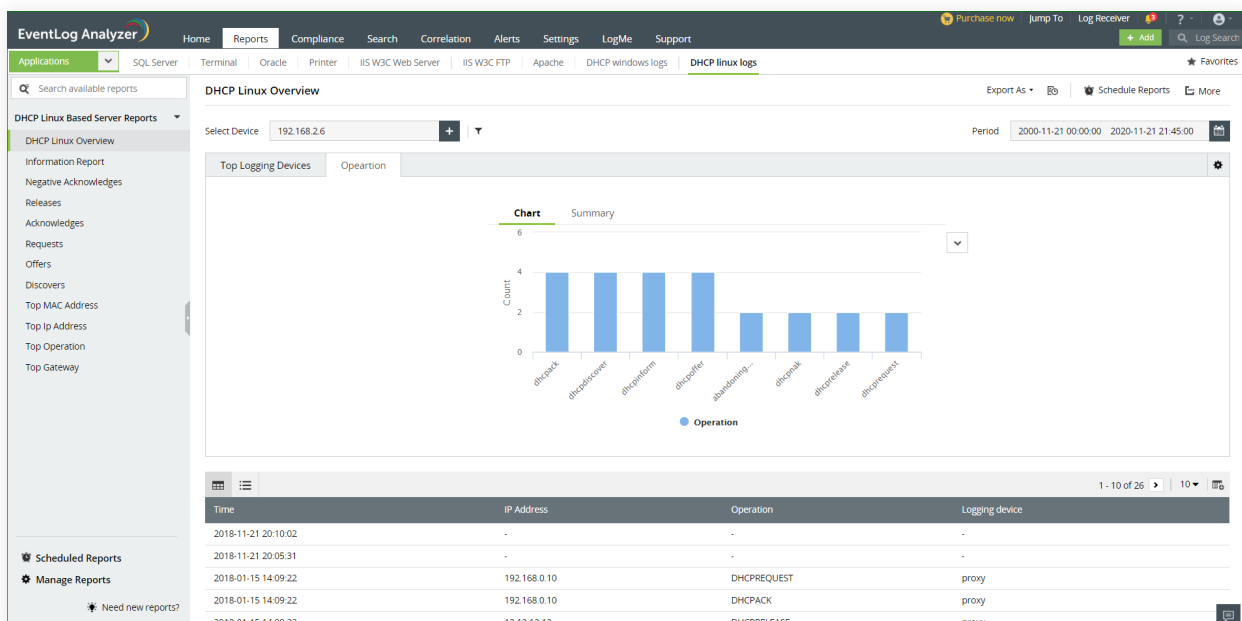 Purchase now Jump To Log Receiver 3 ?
EventLog Analyzer
Home Reports Compliance Search Correlation Alerts Settings LogMe Support
+ Add Log Search
Applications SQL Server Terminal Oracle Printer IIS W3C Web Server IIS W3C FTP Apache DHCP windows logs DHCP linux logs Favorites
Search available reports
DHCP Linux Based Server Reports
DHCP Linux Overview
Information Report
Negative Acknowledges
Releases
Acknowledges
Requests
Offers
Discovers
Top MAC Address
Top Ip Address
Top Operation
Top Gateway
Scheduled Reports
Manage Reports
Need new reports?
DHCP Linux Overview
Export As Schedule Reports More
Select Device 192.168.2.6 +
Period 2000-11-21 00:00:00 2020-11-21 21:45:00
Top Logging Devices Opeartion
Chart Summary
Count
6
4
2
0
dhcpack dhcpdiscover dhcpinform dhcpoffer abandoning... dhcpnak dhcprelease dhcprequest
Operation
1 - 10 of 26 10
Time IP Address Operation Logging device
2018-11-21 20:10:02 - - -
2018-11-21 20:05:31 - - -
2018-01-15 14:09:22 192.168.0.10 DHCPREQUEST proxy
2018-01-15 14:09:22 192.168.0.10 DHCPACK proxy